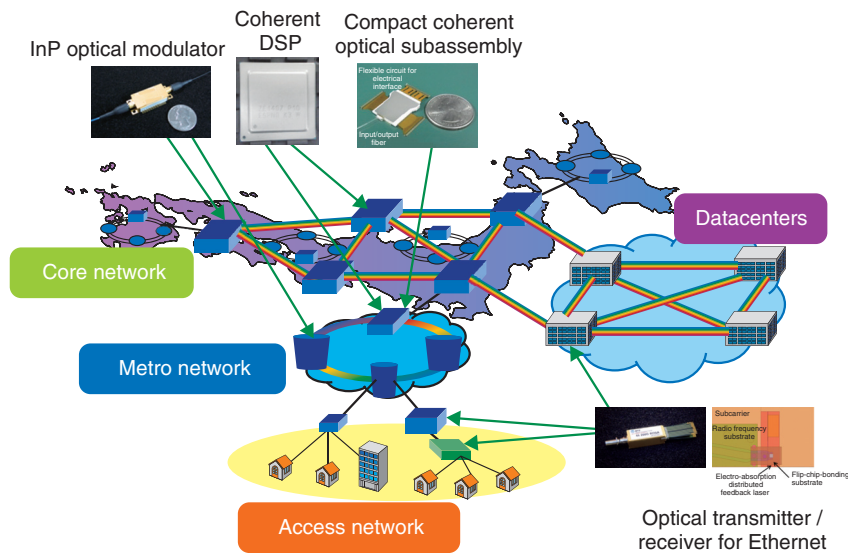 InP optical modulator
Coherent
DSP
Compact coherent
optical subassembly
Flexible circuit for
electrical
interface
Input/output
fiber
Datacenters
Core network
Metro network
Access network
Subcarrier
Radio frequency
substrate
Electro-absorption
distributed
feedback laser
Flip-chip-bonding
substrate
Optical transmitter /
receiver for Ethernet